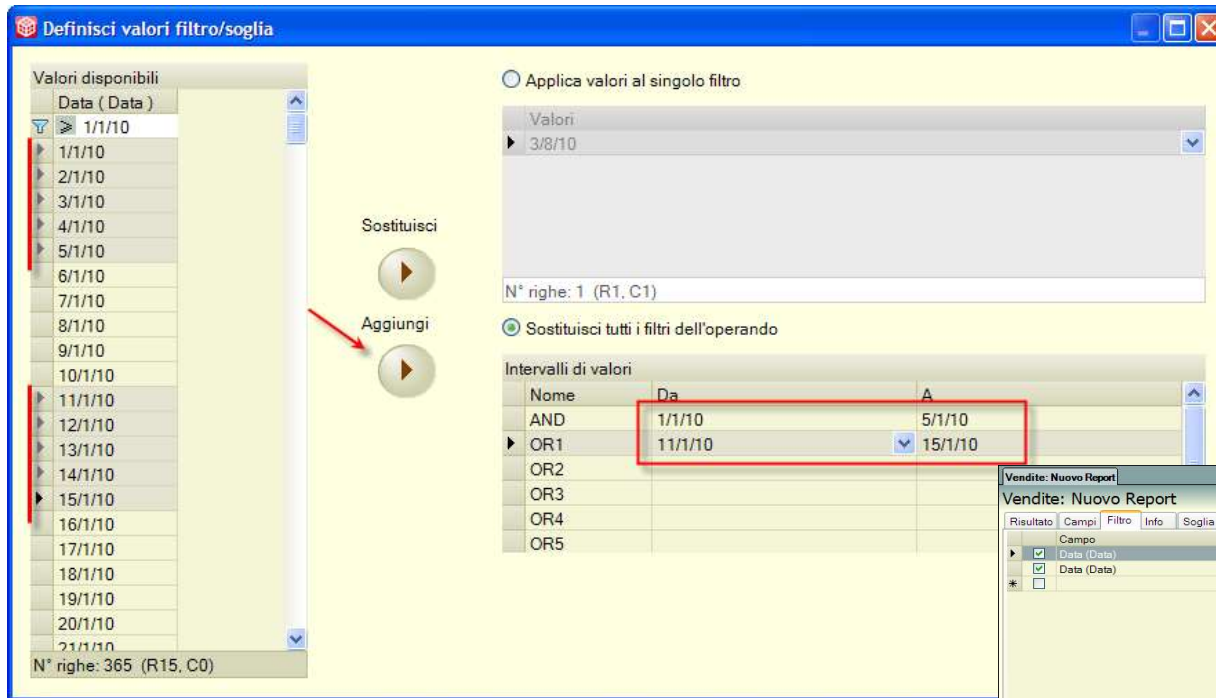 Definisci valori filtro/soglia
Valori disponibili
Data ( Data )
≥ 1/1/10
1/1/10
2/1/10
3/1/10
4/1/10
5/1/10
6/1/10
7/1/10
8/1/10
9/1/10
10/1/10
11/1/10
12/1/10
13/1/10
14/1/10
15/1/10
16/1/10
17/1/10
18/1/10
19/1/10
20/1/10
21/1/10
N° righe: 365 (R15, C0)
Sostituisci
Aggiungi
Applica valori al singolo filtro
Valori
3/8/10
N° righe: 1 (R1, C1)
Sostituisci tutti i filtri dell'operando
Intervalli di valori
Nome Da A
AND 1/1/10 5/1/10
OR1 11/1/10 15/1/10
OR2
OR3
OR4
OR5
Vendite: Nuovo Report
Vendite: Nuovo Report
Risultato Campi Filtro Info Soglia
Campo
Data (Data)
Data (Data)